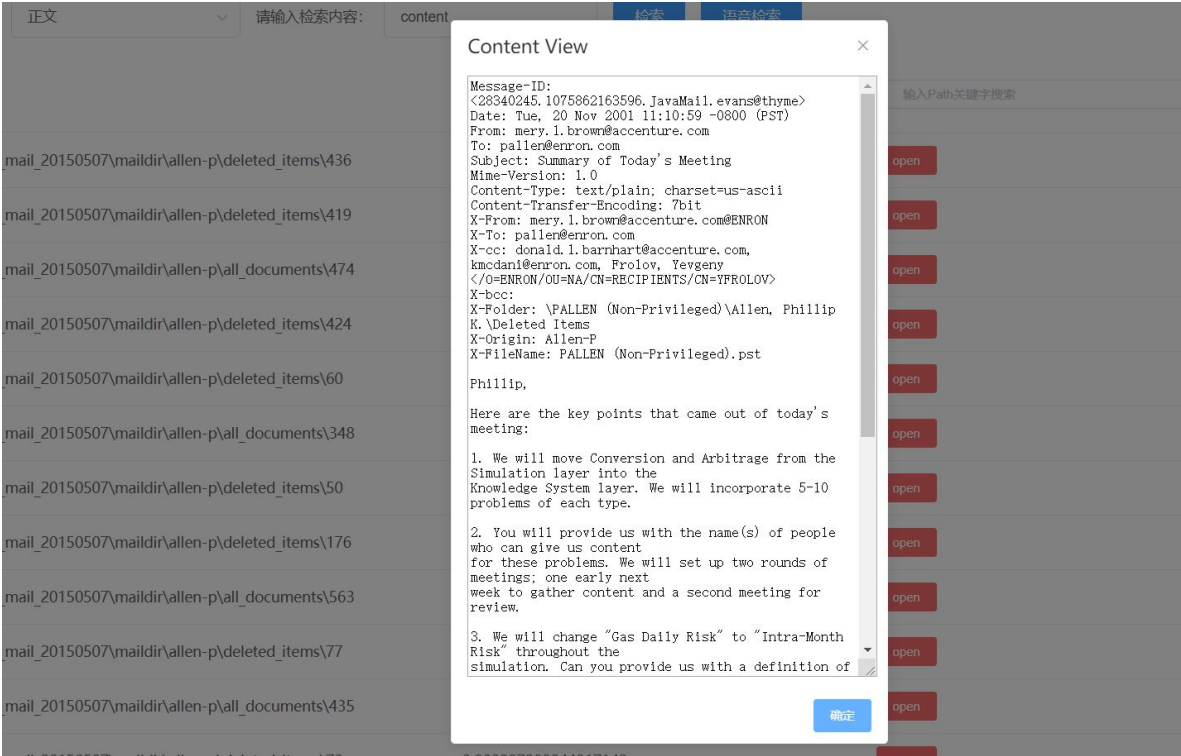 正文 请输入检索内容: content 检索 语音检索
Content View
输入Path关键字搜索
Message-ID:
<28340245.1075862163596.JavaMail.evans@thyme>
Date: Tue, 20 Nov 2001 11:10:59 -0800 (PST)
From: mery.l.brown@accenture.com
To: pallen@enron.com
Subject: Summary of Today's Meeting
Mime-Version: 1.0
Content-Type: text/plain; charset=us-ascii
Content-Transfer-Encoding: 7bit
X-From: mery.l.brown@accenture.com@ENRON
X-To: pallen@enron.com
X-cc: donald.l.barnhart@accenture.com,
kmcdani@enron.com, Frolov, Yevgeny
</O=ENRON/OU=NA/CN=RECIPIENTS/CN=YFROLOV>
X-bcc:
X-Folder: \PALLEN (Non-Privileged)\Allen, Phillip
K.\Deleted Items
X-Origin: Allen-P
X-FileName: PALLEN (Non-Privileged).pst
Phillip,
Here are the key points that came out of today's
meeting:
1. We will move Conversion and Arbitrage from the
Simulation layer into the
Knowledge System layer. We will incorporate 5-10
problems of each type.
2. You will provide us with the name(s) of people
who can give us content
for these problems. We will set up two rounds of
meetings; one early next
week to gather content and a second meeting for
review.
3. We will change "Gas Daily Risk" to "Intra-Month
Risk" throughout the
simulation. Can you provide us with a definition of
确定
_mail_20150507\maildir\allen-p\deleted_items\436 open
_mail_20150507\maildir\allen-p\deleted_items\419 open
_mail_20150507\maildir\allen-p\all_documents\474 open
_mail_20150507\maildir\allen-p\deleted_items\424 open
_mail_20150507\maildir\allen-p\deleted_items\60 open
_mail_20150507\maildir\allen-p\all_documents\348 open
_mail_20150507\maildir\allen-p\deleted_items\50 open
_mail_20150507\maildir\allen-p\deleted_items\176 open
_mail_20150507\maildir\allen-p\all_documents\563 open
_mail_20150507\maildir\allen-p\deleted_items\77 open
_mail_20150507\maildir\allen-p\all_documents\435 open